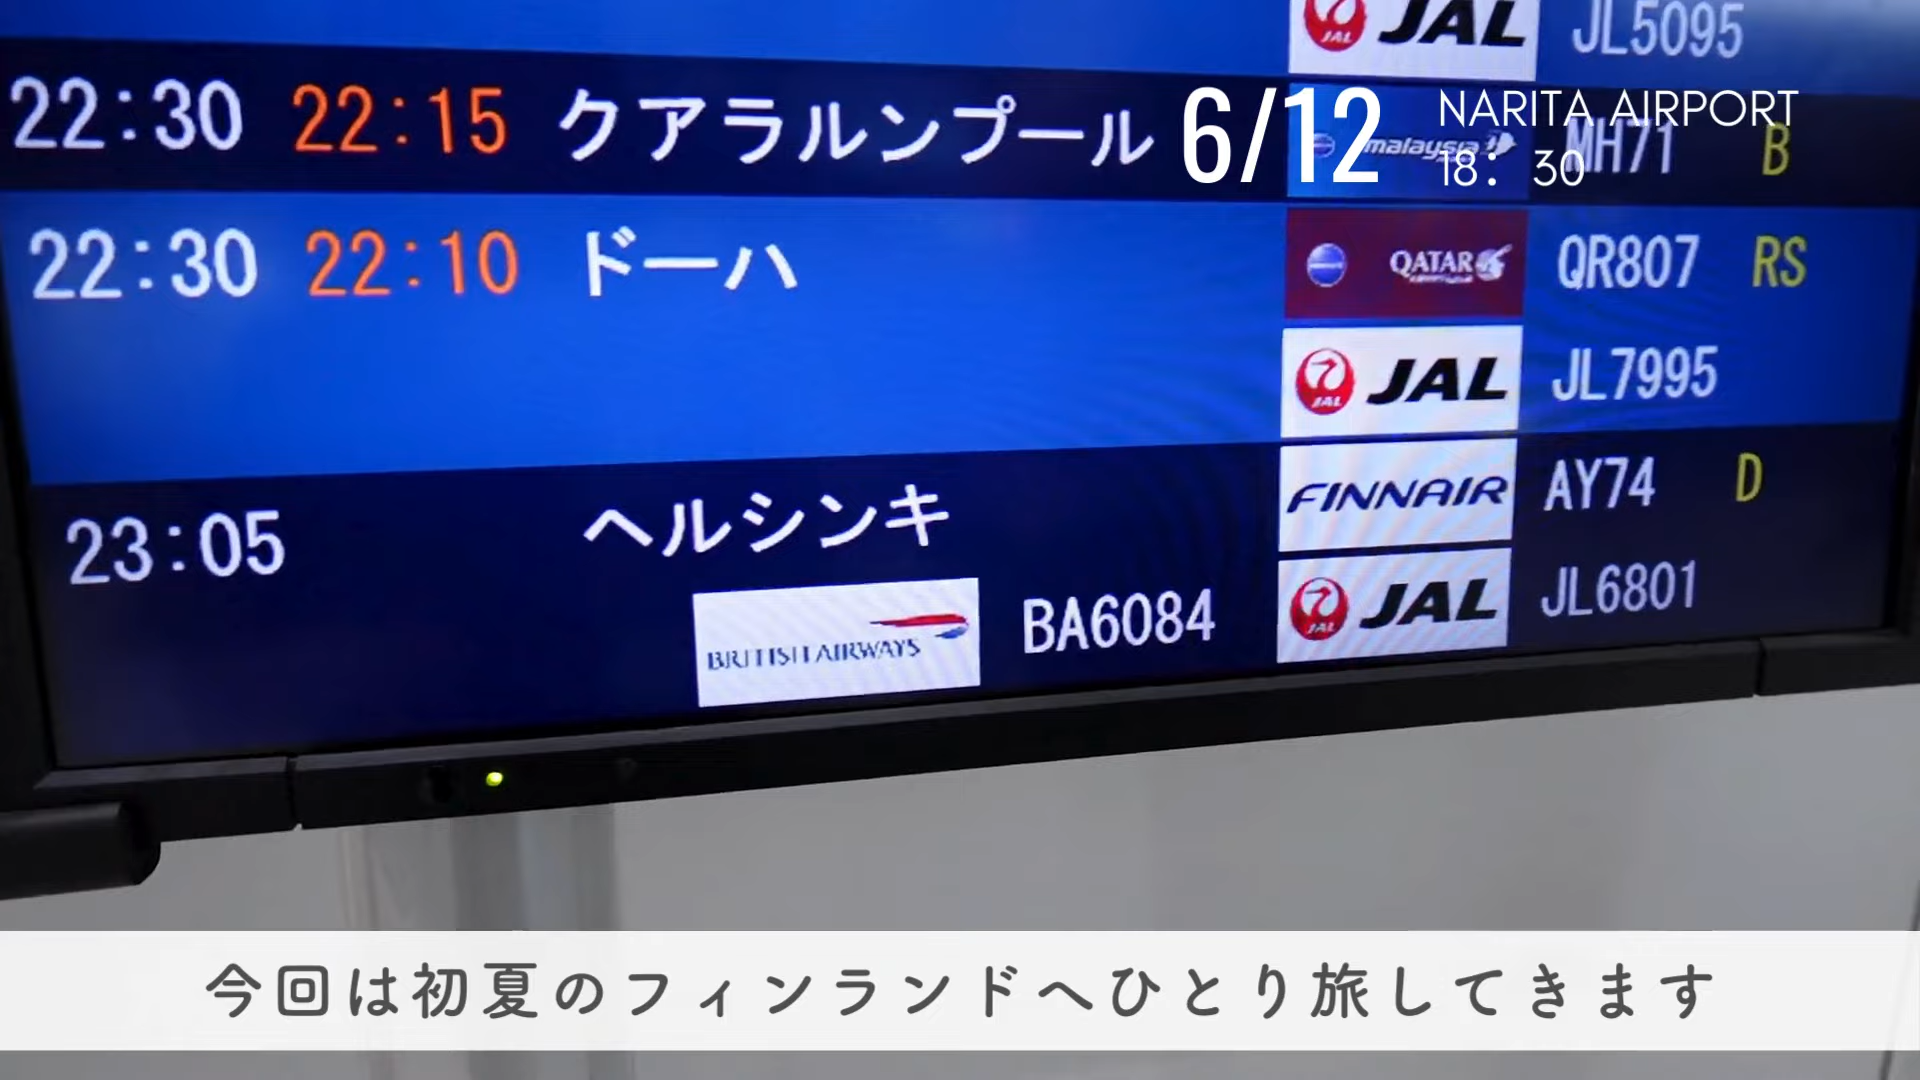 JAL JAL JL5095
22:30 22:15 クアラルンプール malaysia MH71 B
6/12 NARITA AIRPORT
18: 30
22:30 22:10 ドーハ QATAR QR807 RS
JAL JAL JL7995
23:05 ヘルシンキ FINNAIR AY74 D
BRITISH AIRWAYS BA6084 JAL JAL JL6801
今回は初夏のフィンランドへひとり旅してきます